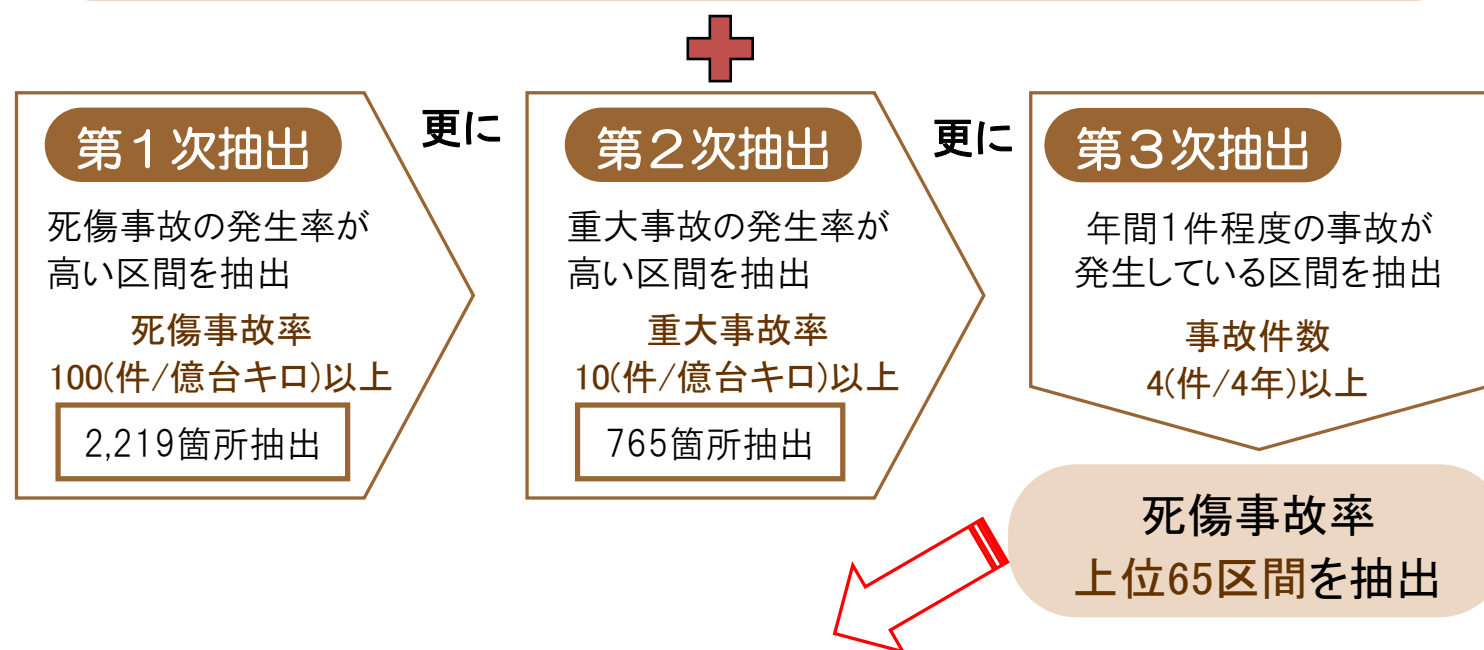 第１次抽出
死傷事故の発生率が
高い区間を抽出
死傷事故率
100(件/億台キロ)以上
2,219箇所抽出
更に
第２次抽出
重大事故の発生率が
高い区間を抽出
重大事故率
10(件/億台キロ)以上
765箇所抽出
更に
第３次抽出
年間1件程度の事故が
発生している区間を抽出
事故件数
4(件/4年)以上
死傷事故率
上位65区間を抽出